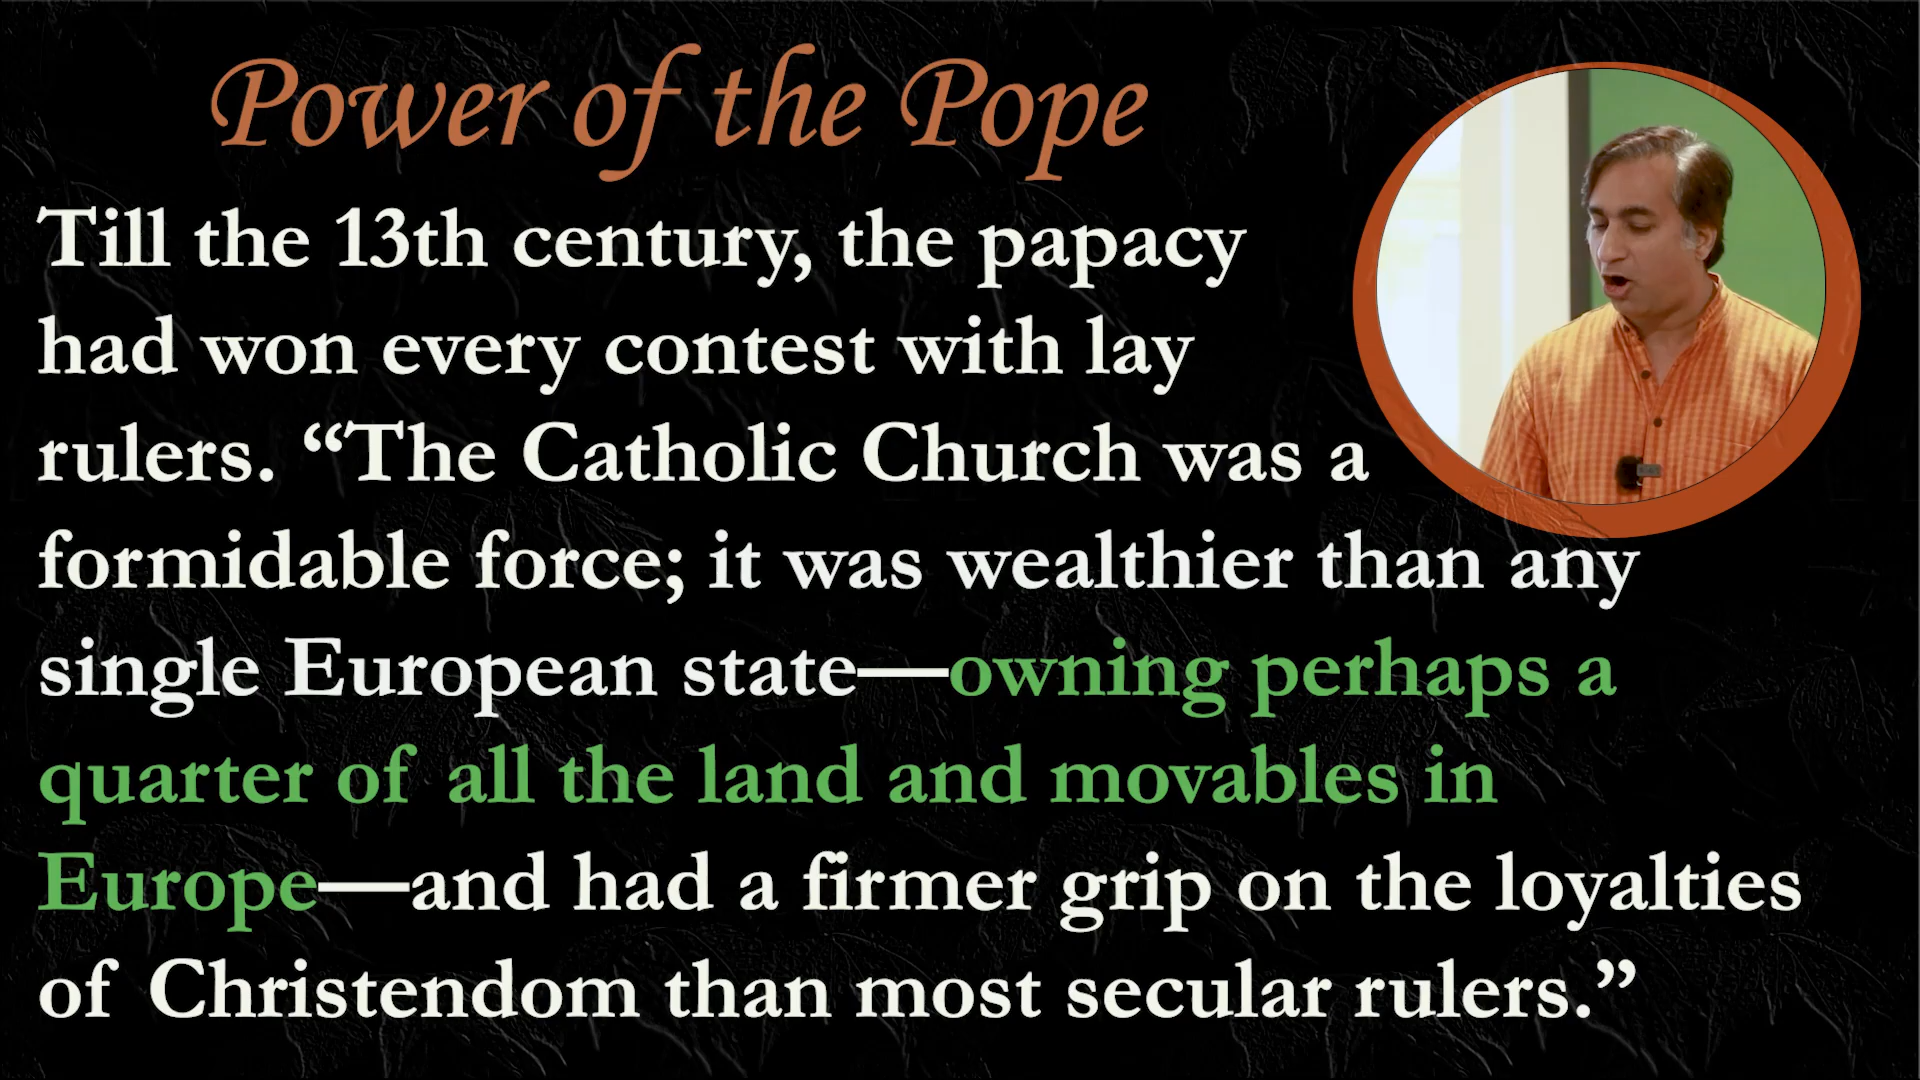 Power of the Pope
Till the 13th century, the papacy
had won every contest with lay
rulers. “The Catholic Church was a
formidable force; it was wealthier than any
single European state—owning perhaps a
quarter of all the land and movables in
Europe—and had a firmer grip on the loyalties
of Christendom than most secular rulers.”